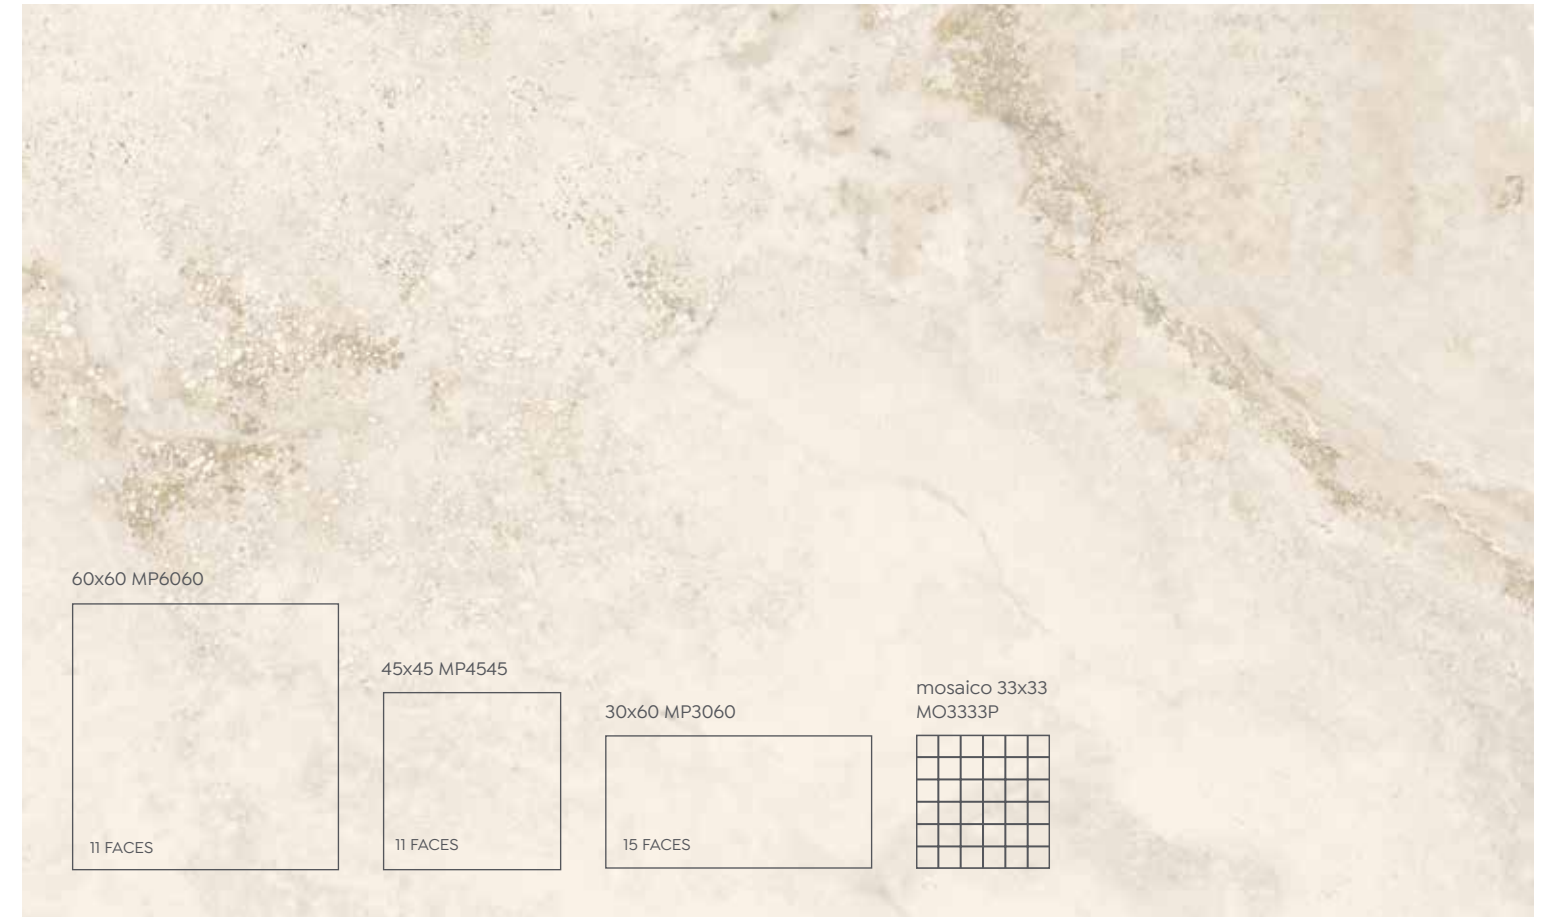 60x60 MP6060
45x45 MP4545
30x60 MP3060
mosaico 33x33
MO3333P
11 FACES
11 FACES
15 FACES